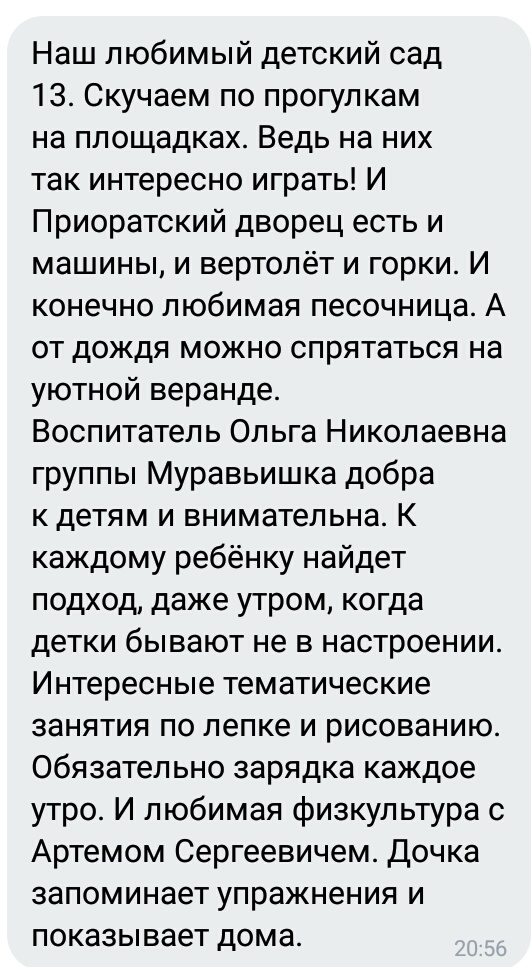 Наш любимый детский сад
13. Скучаем по прогулкам
на площадках. Ведь на них
так интересно играть! И
Приоратский дворец есть и
машины, и вертолёт и горки. И
конечно любимая песочница. А
от дождя можно спрятаться на
уютной веранде.
Воспитатель Ольга Николаевна
группы Муравьишка добра
к детям и внимательна. К
каждому ребёнку найдет
подход, даже утром, когда
детки бывают не в настроении.
Интересные тематические
занятия по лепке и рисованию.
Обязательно зарядка каждое
утро. И любимая физкультура с
Артемом Сергеевичем. Дочка
запоминает упражнения и
показывает дома.
20:56